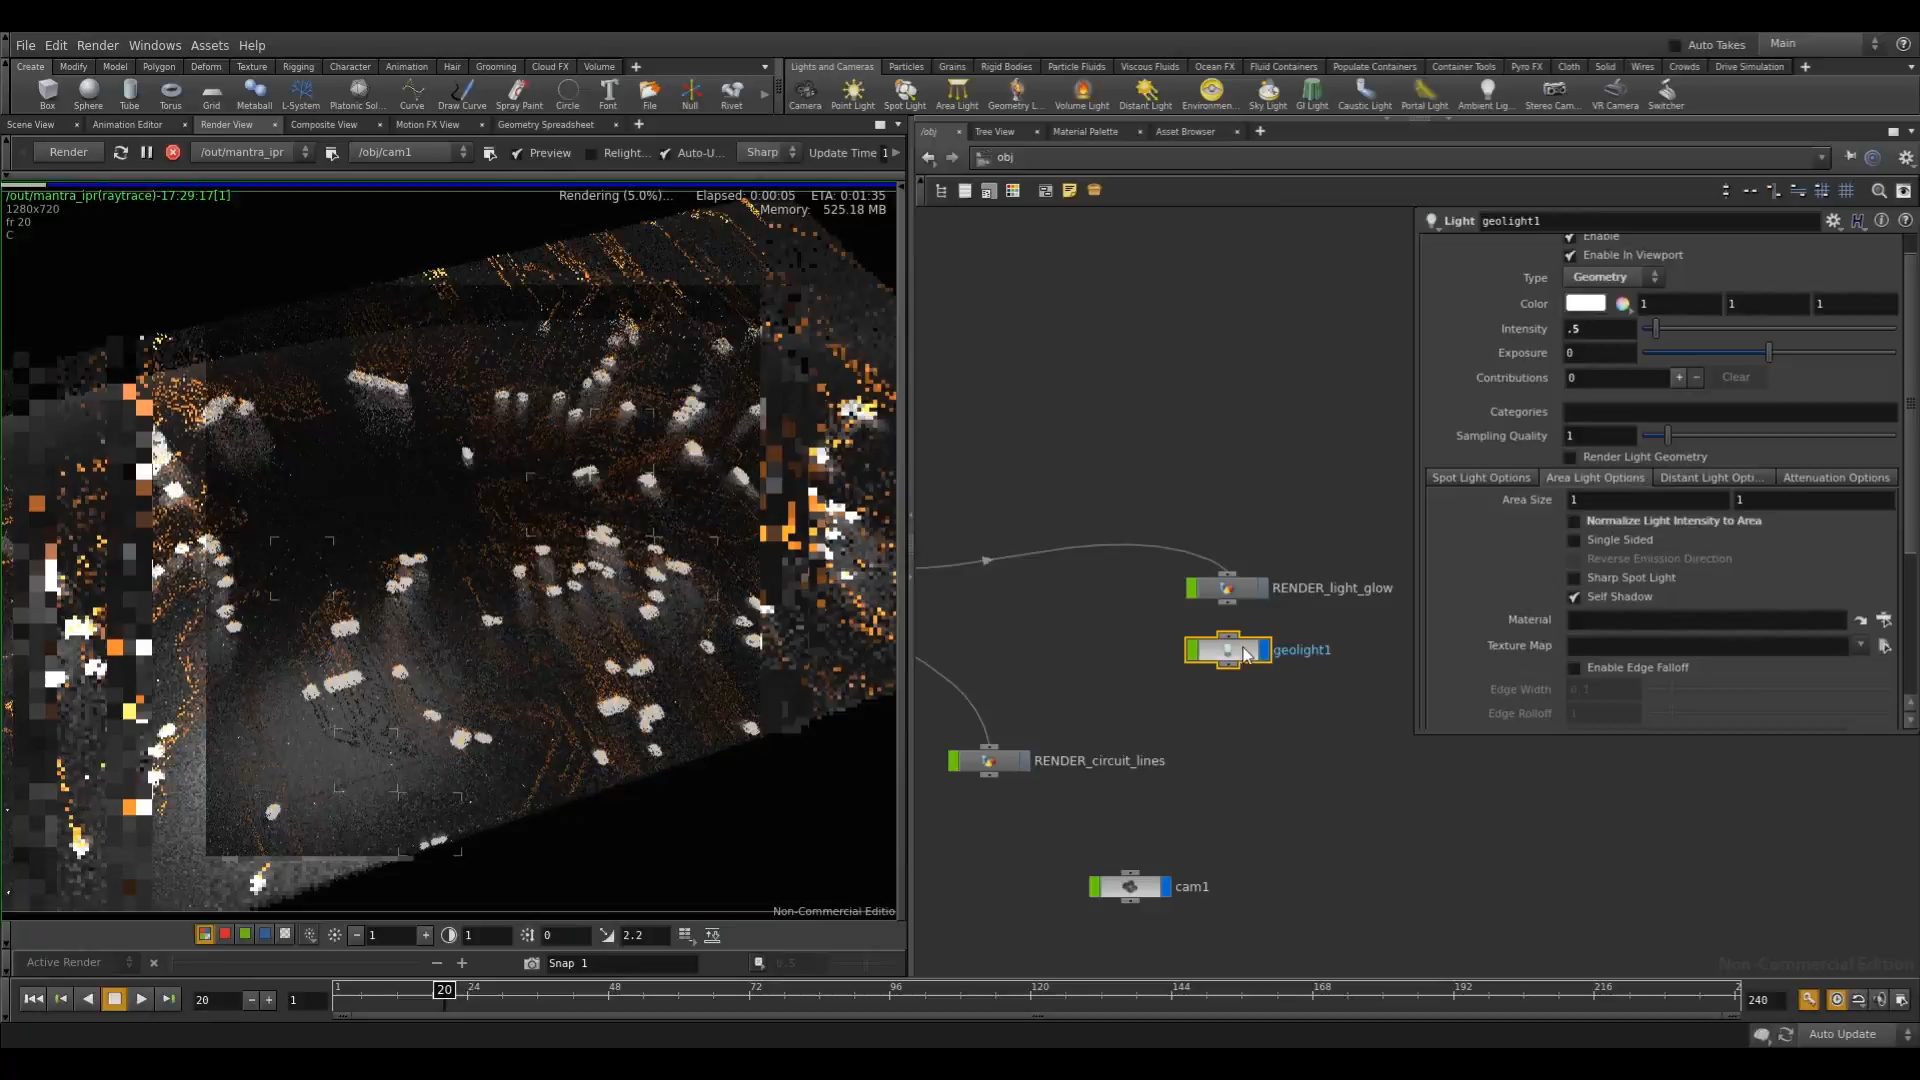 File Edit Render Windows Assets Help
Auto Takes Main
Create Modify Model Polygon Deform Texture Rigging Character Animation Hair Grooming Cloud FX Volume
Lights and Cameras Particles Grains Rigid Bodies Particle Fluids Viscous Fluids Ocean FX Fluid Containers Populate Containers Container Tools Pyro FX Cloth Solid Wires Crowds Drive Simulation
Box Sphere Tube Torus Grid Metaball L-System Platonic Sol... Curve Draw Curve Spray Paint Circle Font File Null Rivet
Camera Point Light Spot Light Area Light Geometry L... Volume Light Distant Light Environmen... Sky Light GI Light Caustic Light Portal Light Ambient Lig... Stereo Cam... VR Camera Switcher
Scene View Animation Editor Render View Composite View Motion FX View Geometry Spreadsheet
/obj Tree View Material Palette Asset Browser
Render /out/mantra_ipr /obj/cam1 Preview Relight... Auto-U... Sharp Update Time 1
obj
/out/mantra_ipr(raytrace)-17:29:17[1]
Rendering (5.0%)... Elapsed: 0:00:05 ETA: 0:01:35
1280x720
Memory: 525.18 MB
fr 20
C
Light geolight1
Enable
Enable In Viewport
Type Geometry
Color 1 1 1
Intensity .5
Exposure 0
Contributions 0 Clear
Categories
Sampling Quality 1
Render Light Geometry
Spot Light Options Area Light Options Distant Light Opti... Attenuation Options
Area Size 1 1
Normalize Light Intensity to Area
Single Sided
Reverse Emission Direction
Sharp Spot Light
Self Shadow
Material
Texture Map
Enable Edge Falloff
Edge Width 0.1
Edge Rolloff 1
RENDER_light_glow
geolight1
RENDER_circuit_lines
cam1
Non-Commercial Editio
1 1 0 2.2
Active Render Snap 1 0.5
Non-Commercial Edition
20 1 1 20 24 48 72 96 120 144 168 192 216 2 240
Auto Update